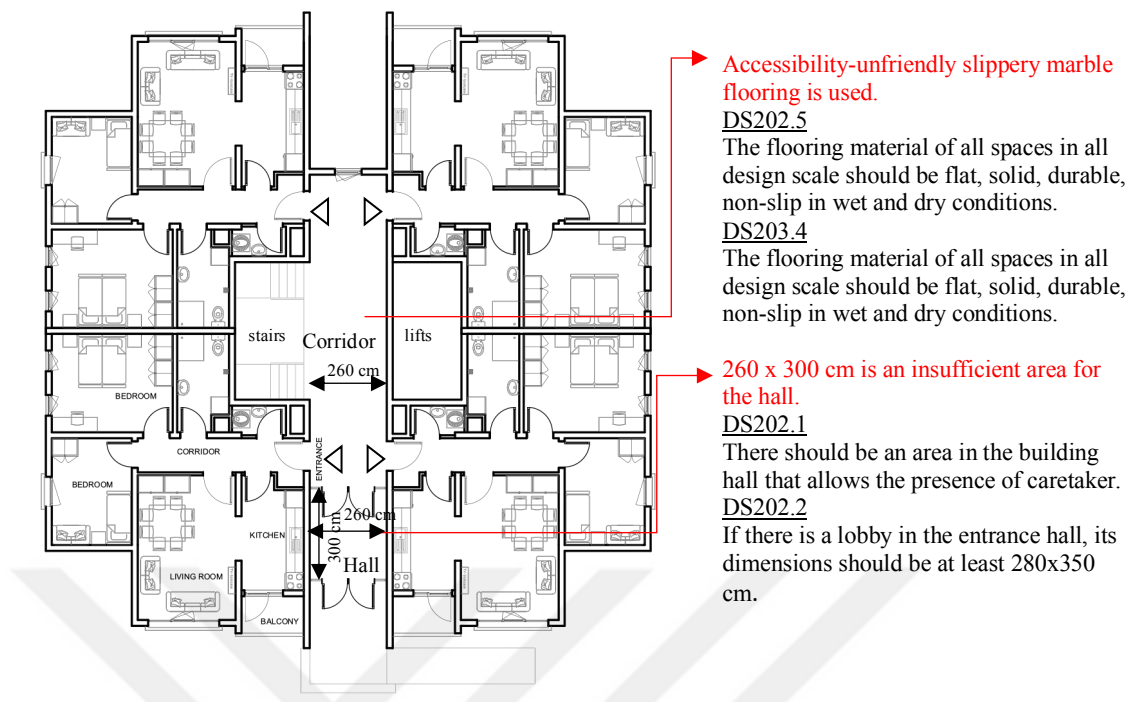 Accessibility-unfriendly slippery marble
flooring is used.
DS202.5
The flooring material of all spaces in all
design scale should be flat, solid, durable,
non-slip in wet and dry conditions.
DS203.4
The flooring material of all spaces in all
design scale should be flat, solid, durable,
non-slip in wet and dry conditions.
260 x 300 cm is an insufficient area for
the hall.
DS202.1
There should be an area in the building
hall that allows the presence of caretaker.
DS202.2
If there is a lobby in the entrance hall, its
dimensions should be at least 280x350
cm.
stairs
Corridor
lifts
260 cm
BEDROOM
CORRIDOR
ENTRANCE
BEDROOM
260 cm
300 cm
KITCHEN
Hall
LIVING ROOM
BALCONY